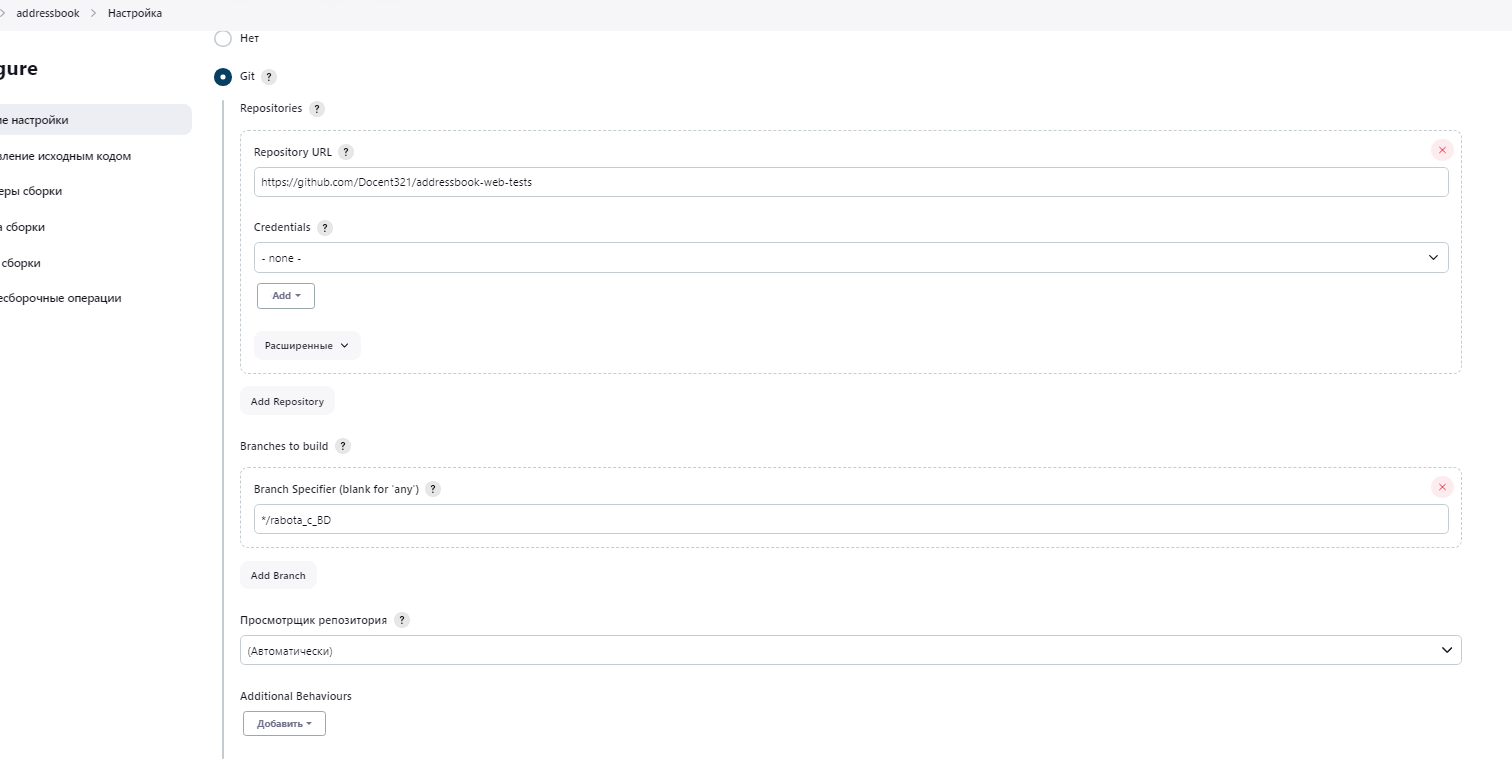 addressbook > Настройка
Нет
gure
Git ?
Repositories ?
ие настройки
Repository URL ?
вление исходным кодом
https://github.com/Docent321/addressbook-web-tests
еры сборки
а сборки
Credentials ?
- none -
сборки
Add
есборочные операции
Расширенные
Add Repository
Branches to build ?
Branch Specifier (blank for 'any') ?
*/rabota_c_BD
Add Branch
Просмотрщик репозитория ?
(Автоматически)
Additional Behaviours
Добавить